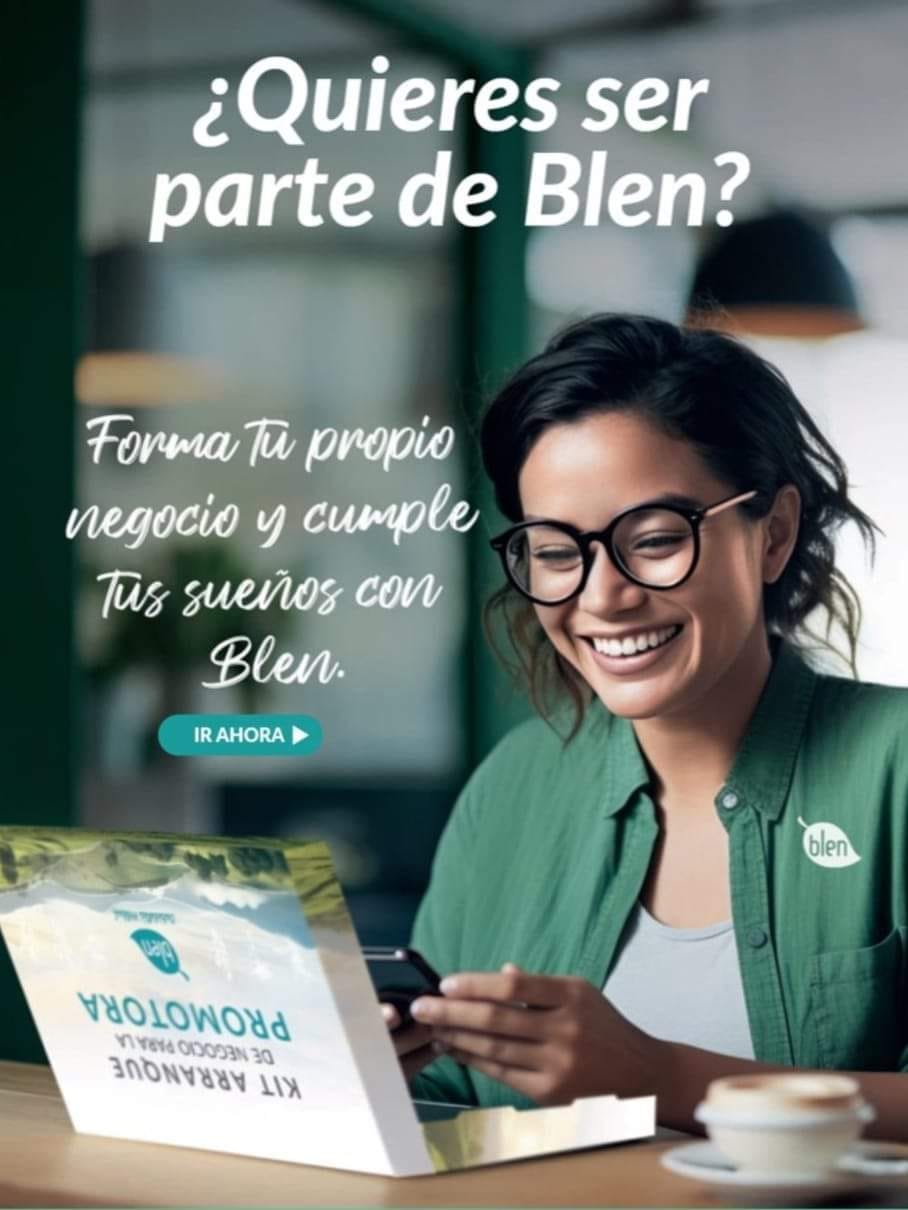 ¿Quieres ser
parte de Blen?
Forma Tu propio
negocio y cumple
Tus sueños con
Blen.
IR AHORA
blen
blen
PROMOTORA
DE NEGOCIO PARA LA
KIT ARRANQUE